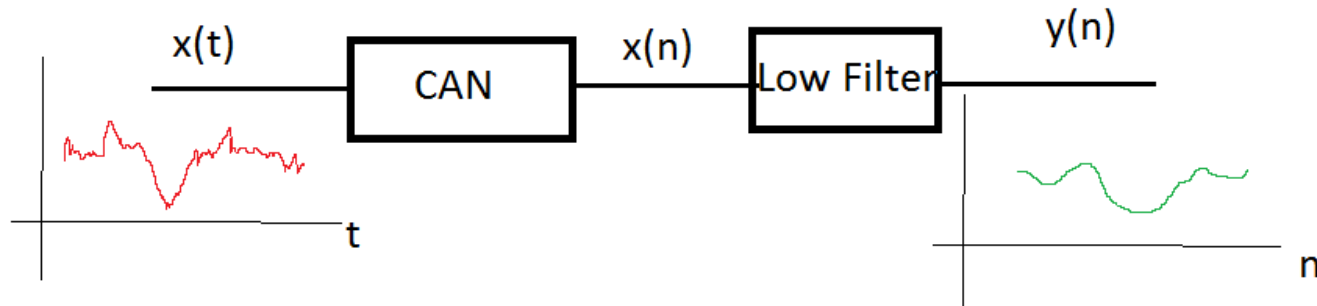 x(t)
CAN
x(n)
Low Filter
y(n)
t
n